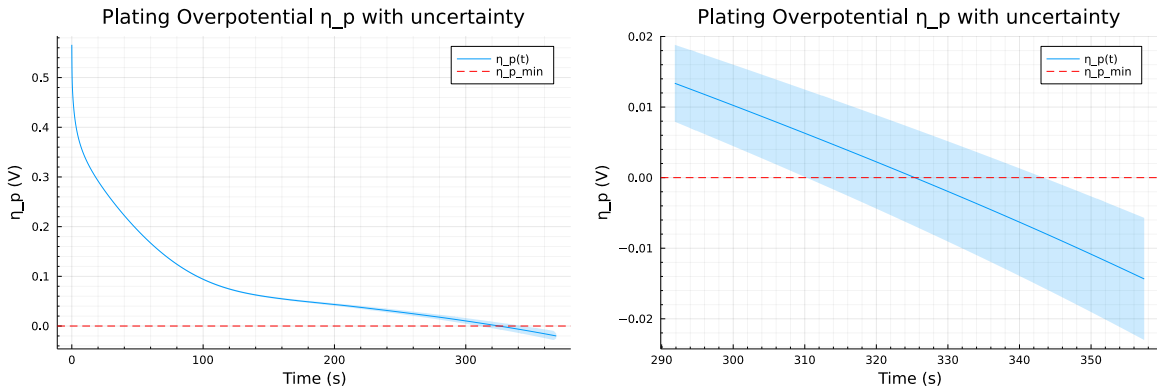 Plating Overpotential η_p with uncertainty
η_p (V)
0.5
0.4
0.3
0.2
0.1
0.0
η_p(t)
η_p_min
0
100
200
300
Time (s)
Plating Overpotential η_p with uncertainty
η_p (V)
0.02
0.01
0.00
−0.01
−0.02
η_p(t)
η_p_min
290
300
310
320
330
340
350
Time (s)